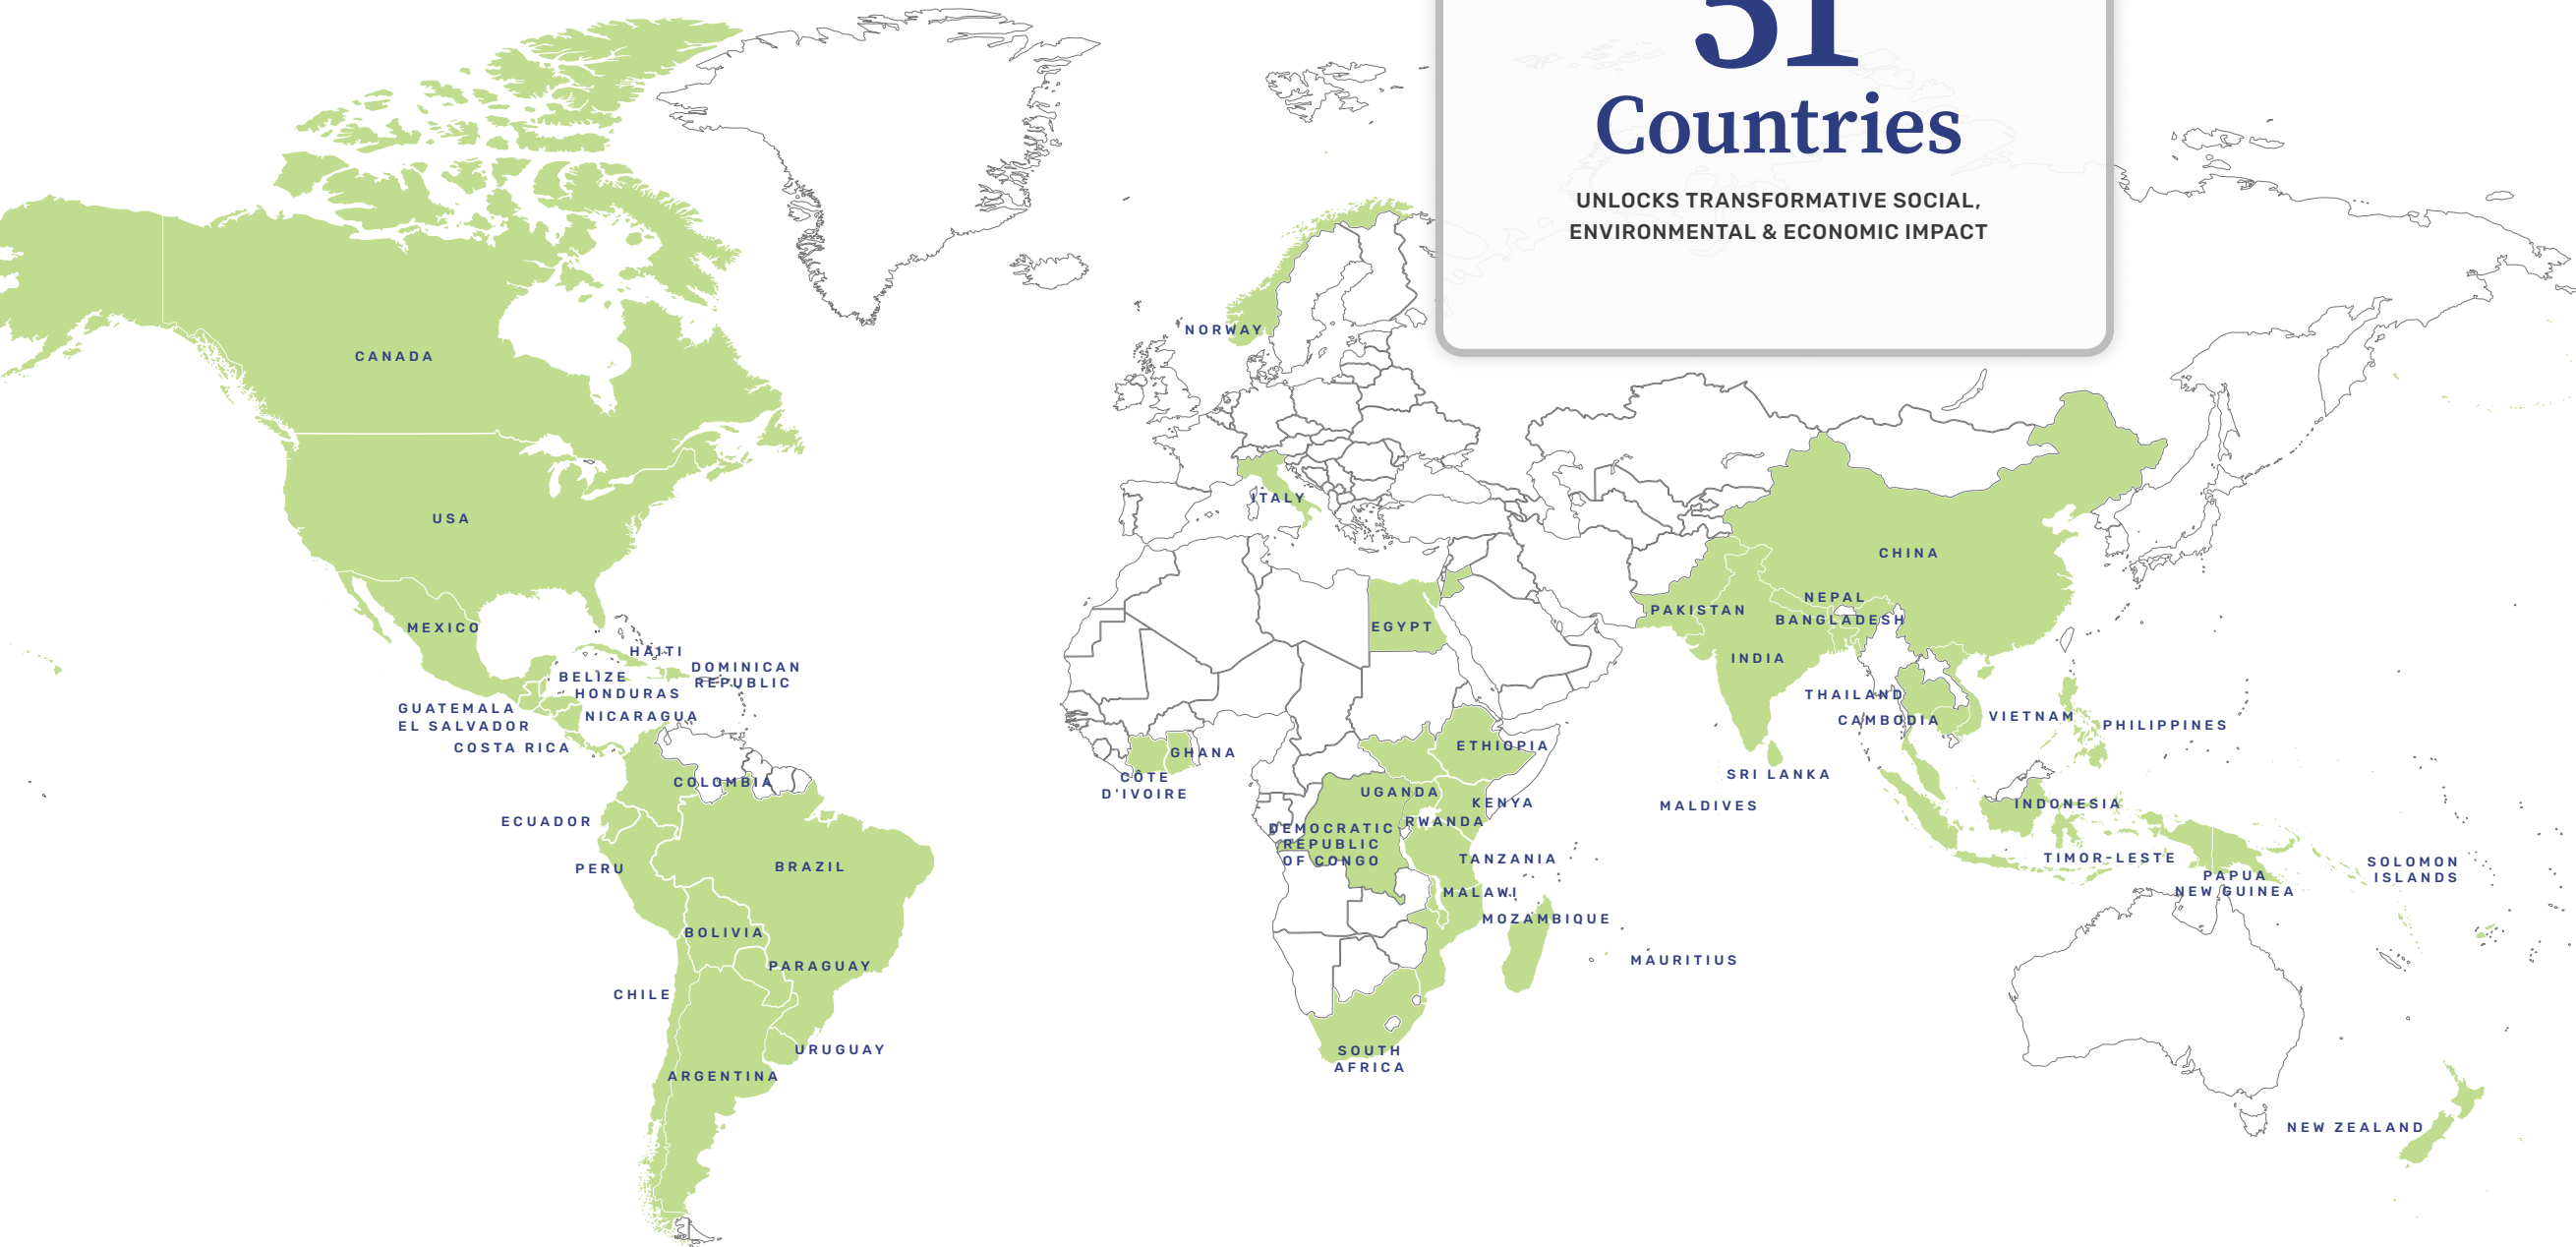 31
Countries
UNLOCKS TRANSFORMATIVE SOCIAL,
ENVIRONMENTAL & ECONOMIC IMPACT
NORWAY
CANADA
ITALY
USA
CHINA
NEPAL
PAKISTAN
BANGLADESH
EGYPT
MEXICO
HAITI
INDIA
DOMINICAN
REPUBLIC
BELIZE
HONDURAS
THAILAND
GUATEMALA
NICARAGUA
CAMBODIA
VIETNAM
EL SALVADOR
PHILIPPINES
COSTA RICA
ETHIOPIA
GHANA
CÔTE
D'IVOIRE
SRI LANKA
COLOMBIA
UGANDA
KENYA
MALDIVES
INDONESIA
ECUADOR
RWANDA
DEMOCRATIC
REPUBLIC
OF CONGO
TANZANIA
TIMOR-LESTE
SOLOMON
ISLANDS
PERU
BRAZIL
PAPUA
NEW GUINEA
MALAWI
MOZAMBIQUE
BOLIVIA
MAURITIUS
PARAGUAY
CHILE
URUGUAY
SOUTH
AFRICA
ARGENTINA
NEW ZEALAND